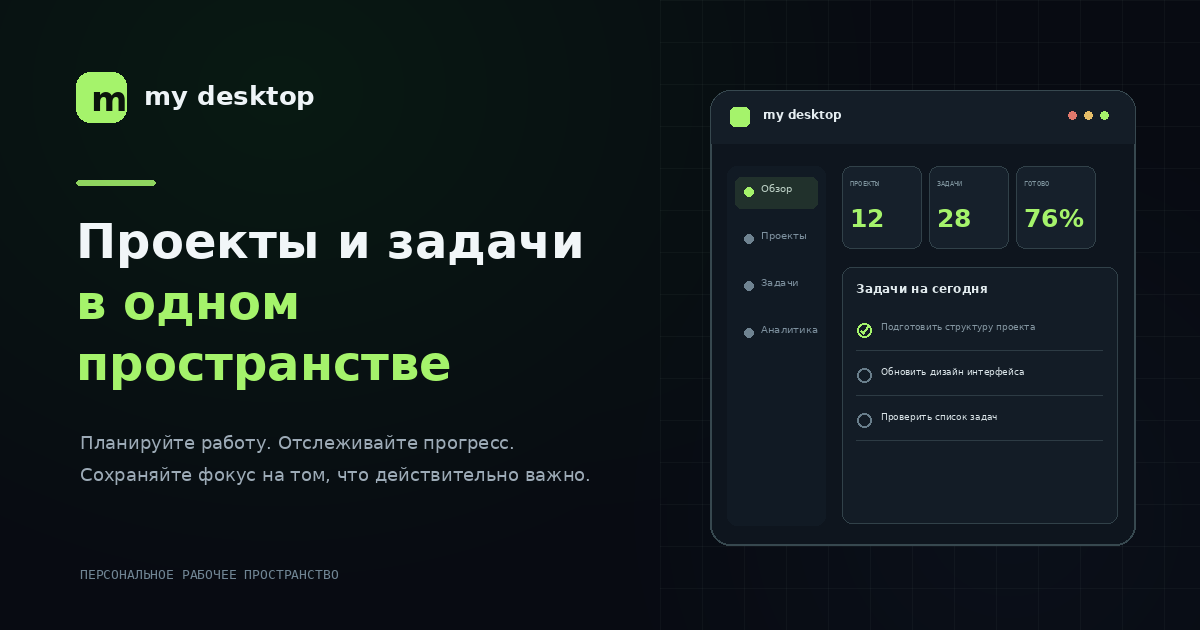 m my desktop
Проекты и задачи
в одном
пространстве
Планируйте работу. Отслеживайте прогресс.
Сохраняйте фокус на том, что действительно важно.
ПЕРСОНАЛЬНОЕ РАБОЧЕЕ ПРОСТРАНСТВО
my desktop
Обзор
Проекты
Задачи
Аналитика
ПРОЕКТЫ
12
ЗАДАЧИ
28
ГОТОВО
76%
Задачи на сегодня
Подготовить структуру проекта
Обновить дизайн интерфейса
Проверить список задач